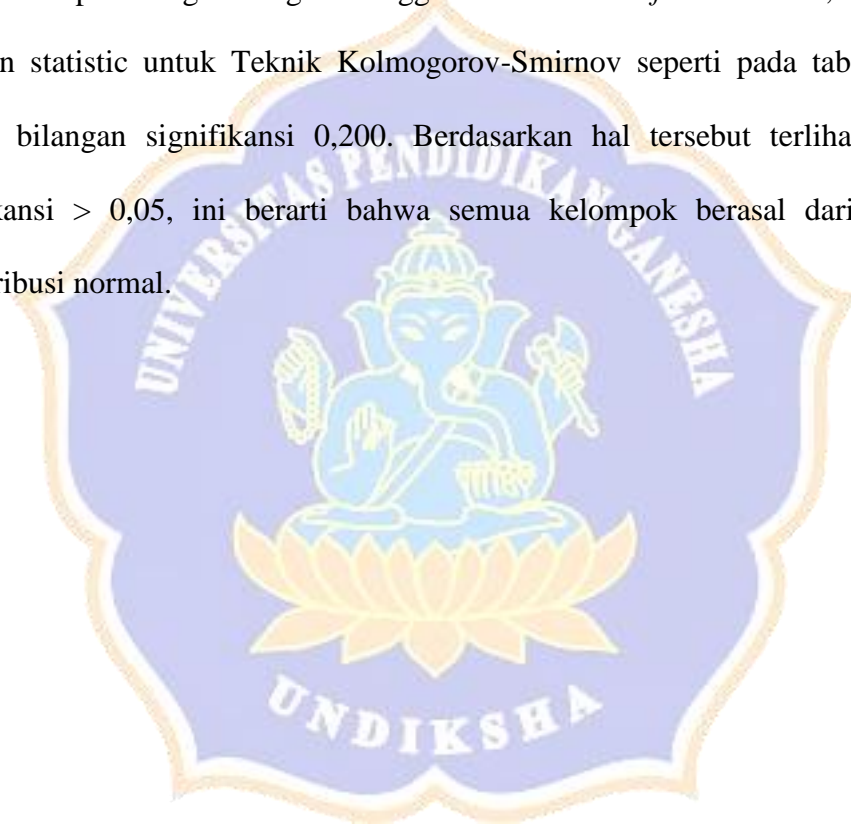 n statistic untuk Teknik Kolmogorov-Smirnov seperti pada tab
bilangan signifikansi 0,200. Berdasarkan hal tersebut terliha
kansi > 0,05, ini berarti bahwa semua kelompok berasal dari
ribusi normal.
UNIVERSITAS PENDIDIKAN GANESHA
UNDIKSHA